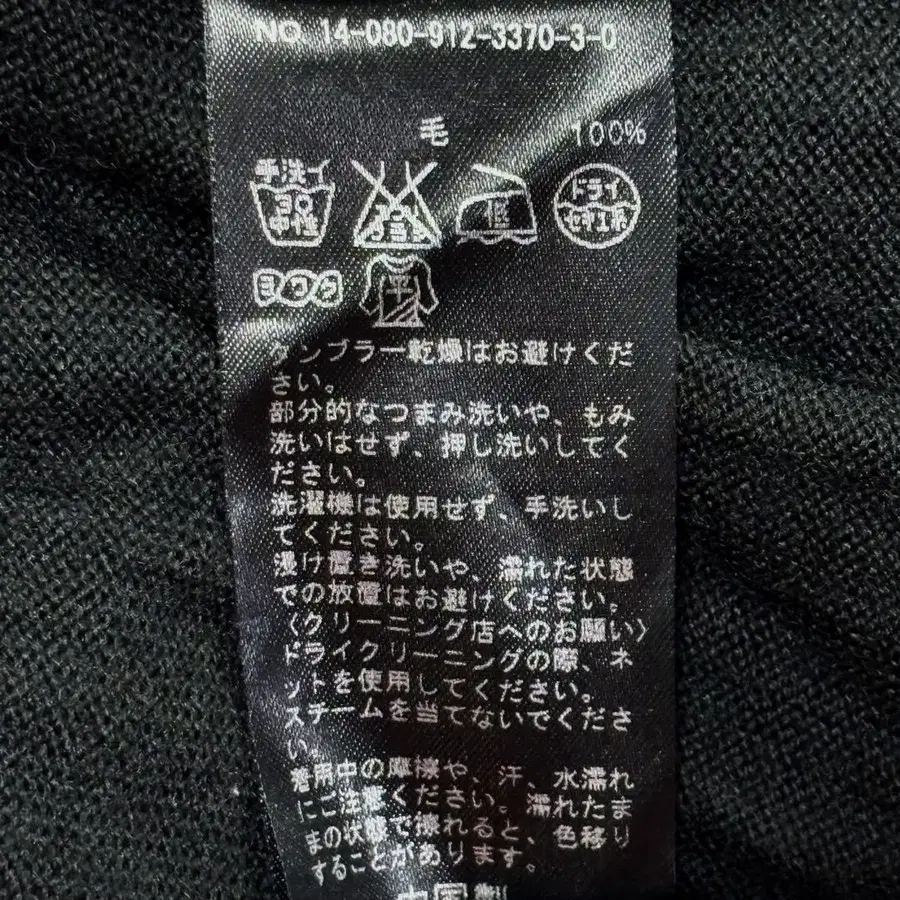 NO. 14-080-912-3370-3-0
毛 100%
手洗イ
30
中性
エンソ
低
ドライ
セキユ系
ヨワク
平
タンブラー乾燥はお避けくだ
さい。
部分的なつまみ洗いや、もみ
洗いはせず、押し洗いしてく
ださい。
洗濯機は使用せず、手洗いし
てください。
浸け置き洗いや、濡れた状態
での放置はお避けください。
〈クリーニング店へのお願い〉
ドライクリーニングの際、ネ
ットを使用してください。
スチームを当てないでくださ
い。
着用中の摩擦や、汗、水濡れ
にご注意ください。濡れたま
まの状態で擦れると、色移り
することがあります。
中国製